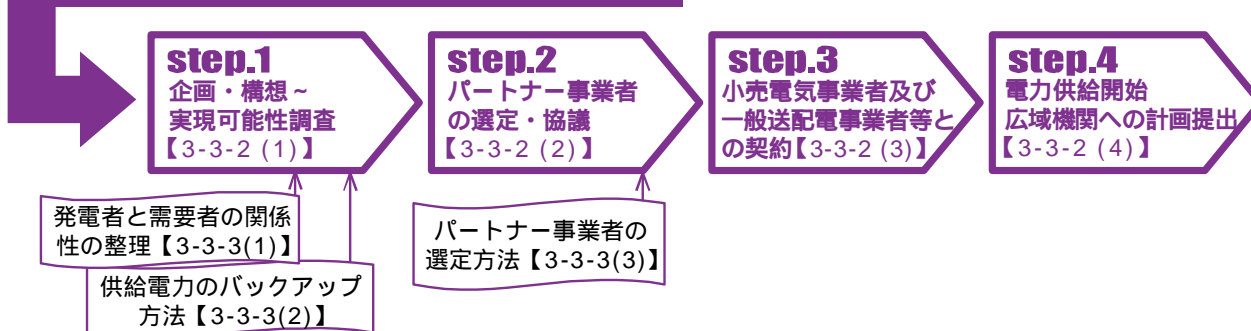 step.1
企画・構想~
実現可能性調査
【3-3-2 (1)】
step.2
パートナー事業者
の選定・協議
【3-3-2 (2)】
step.3
小売電気事業者及び
一般送配電事業者等と
の契約【3-3-2 (3)】
step.4
電力供給開始
広域機関への計画提出
【3-3-2 (4)】
発電者と需要者の関係
性の整理【3-3-3(1)】
供給電力のバックアップ
方法【3-3-3(2)】
パートナー事業者の
選定方法【3-3-3(3)】